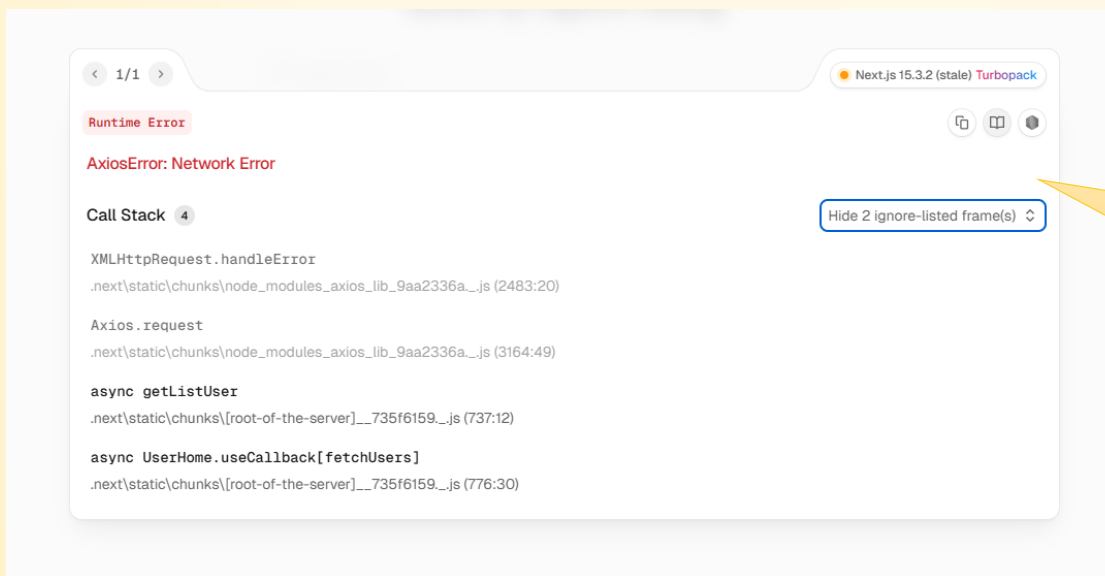 1/1
Next.js 15.3.2 (stale) Turbopack
Runtime Error
AxiosError: Network Error
Call Stack 4
Hide 2 ignore-listed frame(s)
XMLHttpRequest.handleError
.next\static\chunks\node_modules_axios_lib_9aa2336a._.js (2483:20)
Axios.request
.next\static\chunks\node_modules_axios_lib_9aa2336a._.js (3164:49)
async getListUser
.next\static\chunks\[root-of-the-server]__735f6159._.js (737:12)
async UserHome.useCallback[fetchUsers]
.next\static\chunks\[root-of-the-server]__735f6159._.js (776:30)